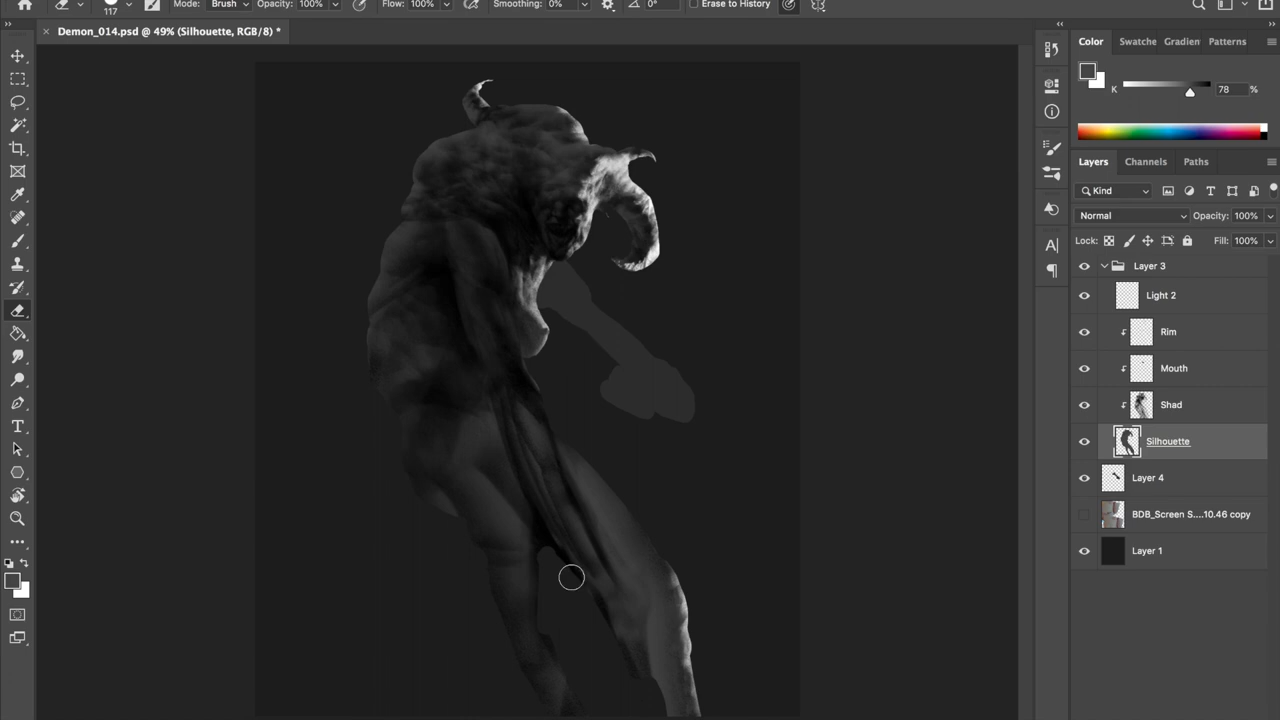 Mode: Brush Opacity: 100% Flow: 100% Smoothing: 0% 0° Erase to History
Demon_014.psd @ 49% (Silhouette, RGB/8) *
117
Color Swatche Gradien Patterns
K 78 %
Layers Channels Paths
Kind
Normal Opacity: 100%
Lock: Fill: 100%
Layer 3
Light 2
Rim
Mouth
Shad
Silhouette
Layer 4
BDB_Screen S....10.46 copy
Layer 1